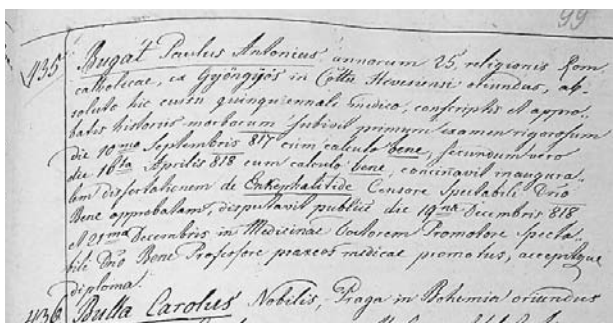 99
435 Bugát Paulus Antonius annorum 25, religionis Rom.
catholicae, ex Gyöngyös in Cottu Hevesiensi oriundus, ab-
soluto hic cursu quinquennali medico, conscriptis et appro-
batis historiis morborum subivit primum examen rigorosum
die 10ma Septembris 817 cum calculo bene, secundum vero
die 16ta Aprilis 818 cum calculo bene, concinavit inaugura-
lem dissertationem de Enkephalitide Censore Spectabili Dno
Bene approbatam, disputavit publice die 19na Decembris 818
et 21ma Decembris in Medicinae Doctorem Promotore Specta-
bili Dno Bene Professore praxeos medicae promotus, accepitque
diploma.
436 Bulla Carolus Nobilis, Praga in Bohemia oriundus